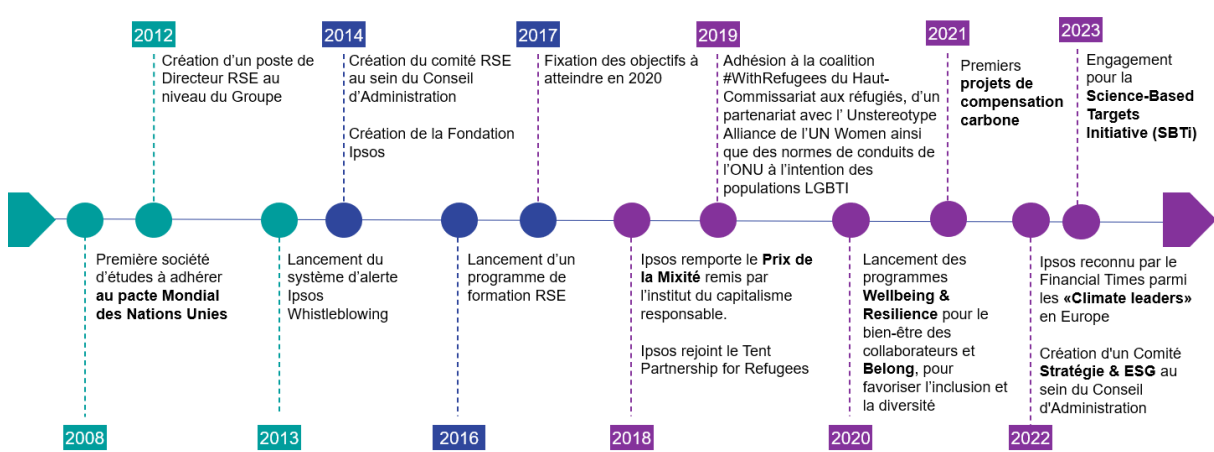 2012
Création d'un poste de
Directeur RSE au
niveau du Groupe
2014
Création du comité RSE
au sein du Conseil
d'Administration
Création de la Fondation
Ipsos
2017
Fixation des objectifs à
atteindre en 2020
2019
Adhésion à la coalition
#WithRefugees du Haut-
Commissariat aux réfugiés, d'un
partenariat avec l' Unstereotype
Alliance de l'UN Women ainsi
que des normes de conduits de
l'ONU à l'intention des
populations LGBTI
2021
Premiers
projets de
compensation
carbone
2023
Engagement
pour la
Science-Based
Targets
Initiative (SBTi)
Première société
d'études à adhérer
au pacte Mondial
des Nations Unies
2008
Lancement du
système d'alerte
Ipsos
Whistleblowing
2013
Lancement d'un
programme de
formation RSE
2016
Ipsos remporte le Prix de
la Mixité remis par
l'institut du capitalisme
responsable.
Ipsos rejoint le Tent
Partnership for Refugees
2018
Lancement des
programmes
Wellbeing &
Resilience pour le
bien-être des
collaborateurs et
Belong, pour
favoriser l'inclusion et
la diversité
2020
Ipsos reconnu par le
Financial Times parmi
les «Climate leaders»
en Europe
Création d'un Comité
Stratégie & ESG au
sein du Conseil
d'Administration
2022